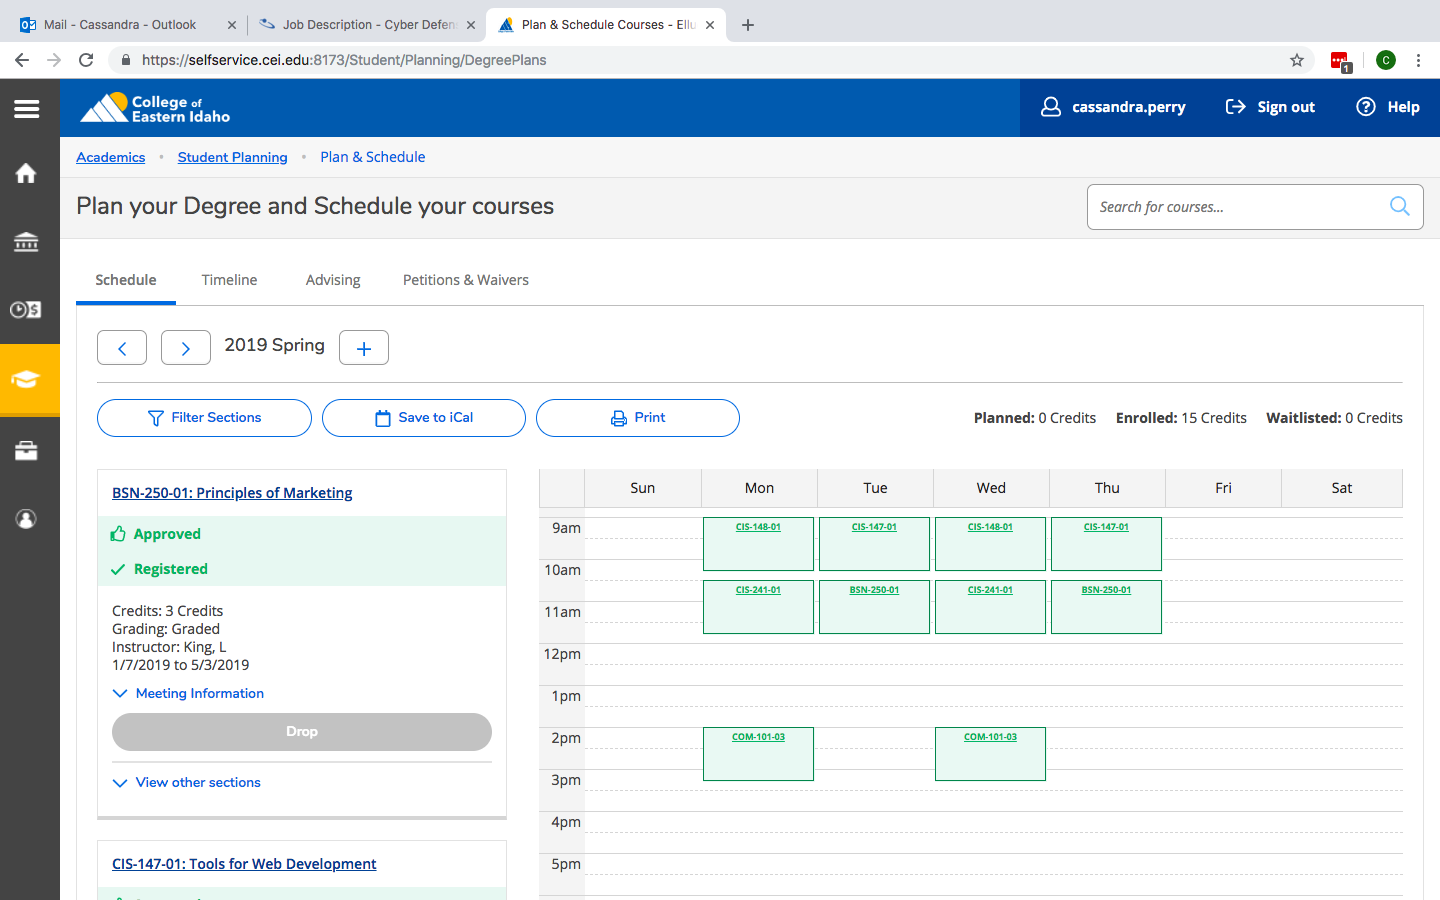 Mail - Cassandra - Outlook
Job Description - Cyber Defen
Plan & Schedule Courses - Ellu
https://selfservice.cei.edu:8173/Student/Planning/DegreePlans
1
C
College of
Eastern Idaho
cassandra.perry
Sign out
Help
Academics • Student Planning • Plan & Schedule
Plan your Degree and Schedule your courses
Search for courses...
Schedule
Timeline
Advising
Petitions & Waivers
2019 Spring
Filter Sections
Save to iCal
Print
Planned: 0 Credits Enrolled: 15 Credits Waitlisted: 0 Credits
BSN-250-01: Principles of Marketing
Approved
Registered
Credits: 3 Credits
Grading: Graded
Instructor: King, L
1/7/2019 to 5/3/2019
Meeting Information
Drop
View other sections
CIS-147-01: Tools for Web Development
Sun Mon Tue Wed Thu Fri Sat
9am CIS-148-01 CIS-147-01 CIS-148-01 CIS-147-01
10am
CIS-241-01 BSN-250-01 CIS-241-01 BSN-250-01
11am
12pm
1pm
2pm COM-101-03 COM-101-03
3pm
4pm
5pm